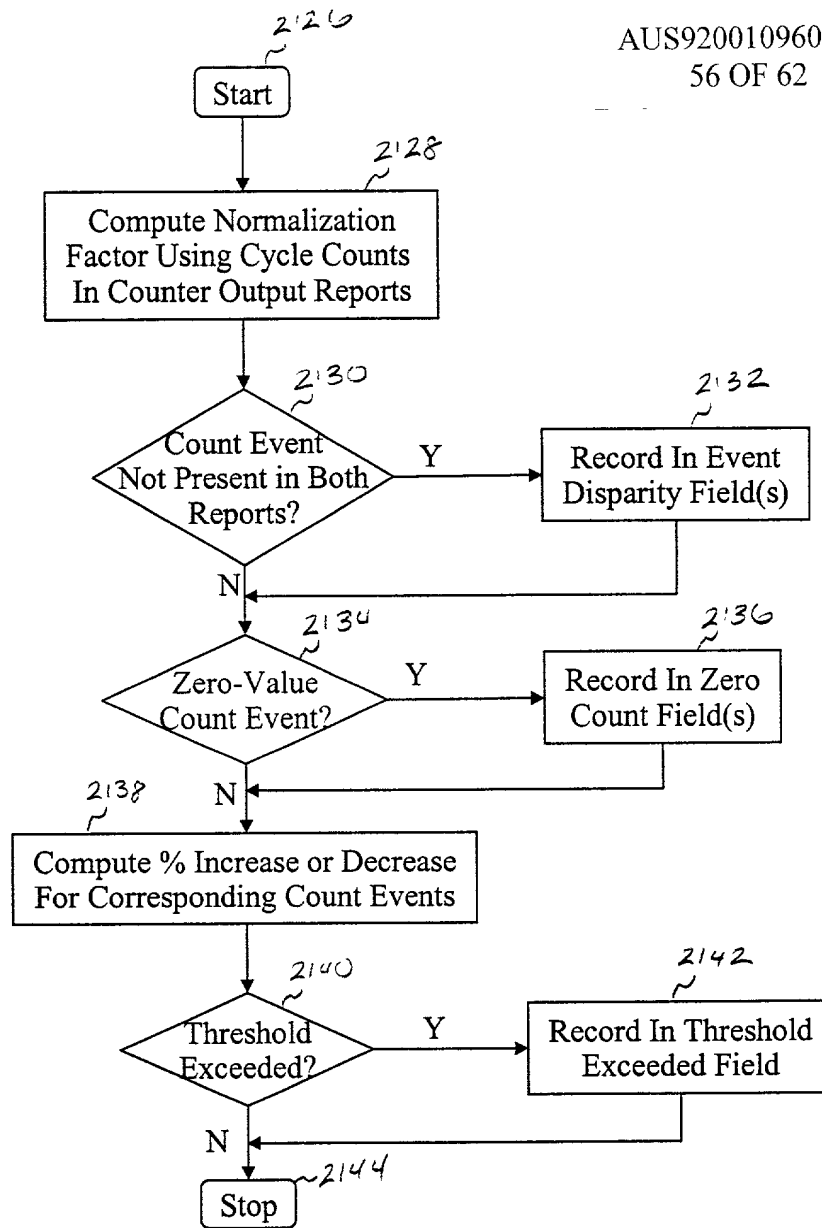 AUS920010960
56 OF 62
2126
Start
2128
Compute Normalization
Factor Using Cycle Counts
In Counter Output Reports
2130
Count Event
Not Present in Both
Reports?
Y
2132
Record In Event
Disparity Field(s)
N
2134
Zero-Value
Count Event?
Y
2136
Record In Zero
Count Field(s)
N
2138
Compute % Increase or Decrease
For Corresponding Count Events
2140
Threshold
Exceeded?
Y
2142
Record In Threshold
Exceeded Field
N
2144
Stop